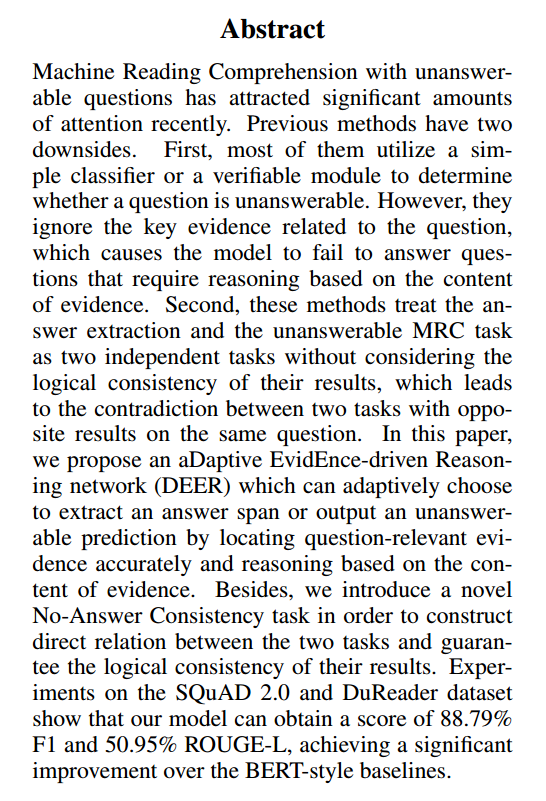 Abstract
Machine Reading Comprehension with unanswer-
able questions has attracted significant amounts
of attention recently. Previous methods have two
downsides. First, most of them utilize a sim-
ple classifier or a verifiable module to determine
whether a question is unanswerable. However, they
ignore the key evidence related to the question,
which causes the model to fail to answer ques-
tions that require reasoning based on the content
of evidence. Second, these methods treat the an-
swer extraction and the unanswerable MRC task
as two independent tasks without considering the
logical consistency of their results, which leads
to the contradiction between two tasks with oppo-
site results on the same question. In this paper,
we propose an aDaptive EvidEnce-driven Reason-
ing network (DEER) which can adaptively choose
to extract an answer span or output an unanswer-
able prediction by locating question-relevant evi-
dence accurately and reasoning based on the con-
tent of evidence. Besides, we introduce a novel
No-Answer Consistency task in order to construct
direct relation between the two tasks and guaran-
tee the logical consistency of their results. Exper-
iments on the SQuAD 2.0 and DuReader dataset
show that our model can obtain a score of 88.79%
F1 and 50.95% ROUGE-L, achieving a significant
improvement over the BERT-style baselines.